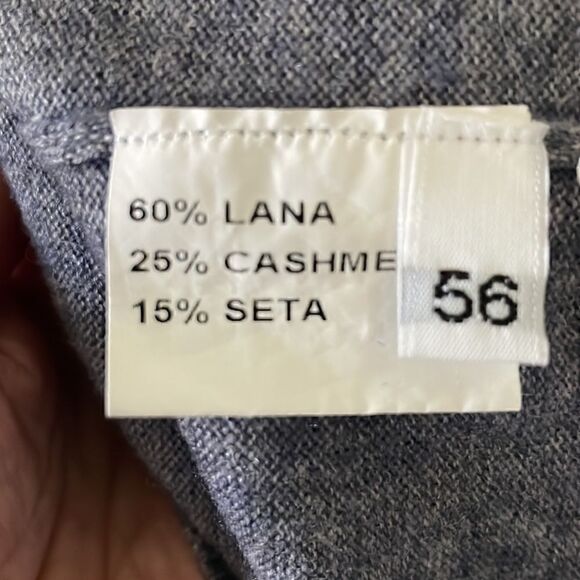 60% LANA
25% CASHME
15% SETA
56